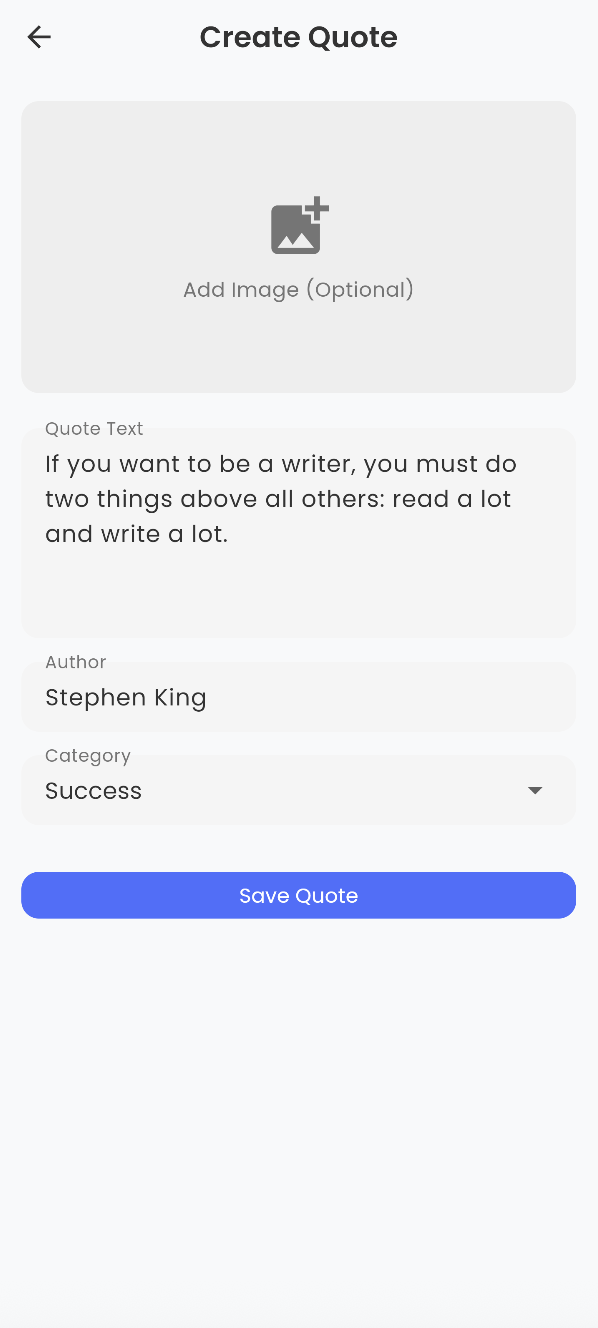 Create Quote
Add Image (Optional)
Quote Text
If you want to be a writer, you must do
two things above all others: read a lot
and write a lot.
Author
Stephen King
Category
Success
Save Quote